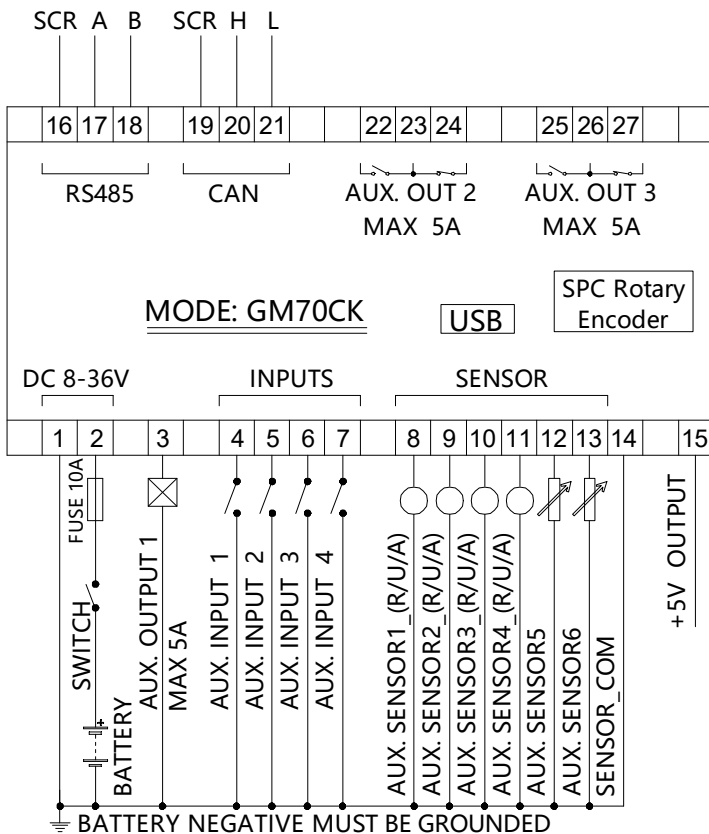 SCR A B SCR H L
16 17 18 19 20 21 22 23 24 25 26 27
RS485 CAN AUX. OUT 2 AUX. OUT 3
MAX 5A MAX 5A
MODE: GM70CK
USB
SPC Rotary
Encoder
DC 8-36V INPUTS SENSOR
1 2 3 4 5 6 7 8 9 10 11 12 13 14 15
FUSE 10A
SWITCH
+
BATTERY
AUX. OUTPUT 1
MAX 5A
AUX. INPUT 1
AUX. INPUT 2
AUX. INPUT 3
AUX. INPUT 4
AUX. SENSOR1_(R/U/A)
AUX. SENSOR2_(R/U/A)
AUX. SENSOR3_(R/U/A)
AUX. SENSOR4_(R/U/A)
AUX. SENSOR5
AUX. SENSOR6
SENSOR_COM
+5V OUTPUT
BATTERY NEGATIVE MUST BE GROUNDED